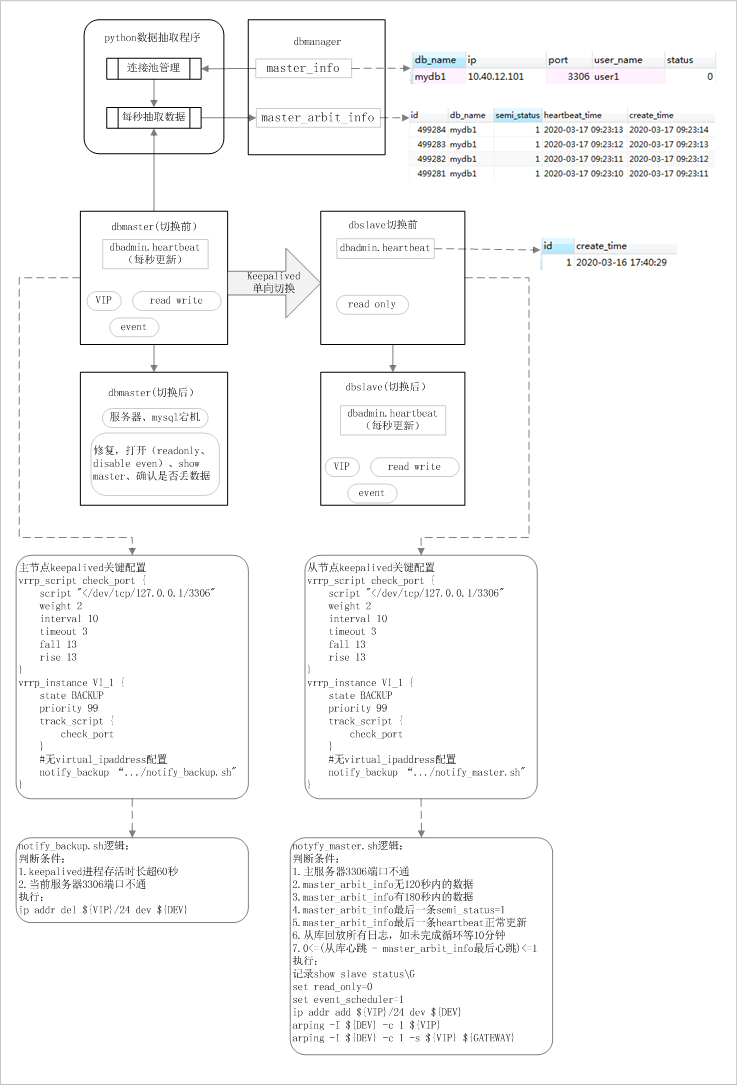 python数据抽取程序
连接池管理
每秒抽取数据
dbmanager
master_info
master_arbit_info
db_name ip port user_name status
mydb1 10.40.12.101 3306 user1 0
id db_name semi_status heartbeat_time create_time
499284 mydb1 1 2020-03-17 09:23:13 2020-03-17 09:23:14
499283 mydb1 1 2020-03-17 09:23:12 2020-03-17 09:23:13
499282 mydb1 1 2020-03-17 09:23:11 2020-03-17 09:23:12
499281 mydb1 1 2020-03-17 09:23:10 2020-03-17 09:23:11
dbmaster(切换前)
dbadmin.heartbeat
(每秒更新)
VIP
read write
event
Keepalived
单向切换
dbslave切换前
dbadmin.heartbeat
read only
id create_time
1 2020-03-16 17:40:29
dbmaster(切换后)
服务器、mysql宕机
修复，打开（readonly、
disable even）、show
master、确认是否丢数据
dbslave(切换后)
dbadmin.heartbeat
(每秒更新)
VIP
read write
event
主节点keepalived关键配置
vrrp_script check_port {
script "</dev/tcp/127.0.0.1/3306"
weight 2
interval 10
timeout 3
fall 13
rise 13
}
vrrp_instance VI_1 {
state BACKUP
priority 99
track_script {
check_port
}
#无virtual_ipaddress配置
notify_backup “.../notify_backup.sh"
}
从节点keepalived关键配置
vrrp_script check_port {
script "</dev/tcp/127.0.0.1/3306"
weight 2
interval 10
timeout 3
fall 13
rise 13
}
vrrp_instance VI_1 {
state BACKUP
priority 99
track_script {
check_port
}
#无virtual_ipaddress配置
notify_backup “.../notify_master.sh"
}
notify_backup.sh逻辑：
判断条件：
1.keepalived进程存活时长超60秒
2.当前服务器3306端口不通
执行：
ip addr del ${VIP}/24 dev ${DEV}
notyfy_master.sh逻辑：
判断条件：
1.主服务器3306端口不通
2.master_arbit_info无120秒内的数据
3.master_arbit_info有180秒内的数据
4.master_arbit_info最后一条semi_status=1
5.master_arbit_info最后一条heartbeat正常更新
6.从库回放所有日志，如未完成循环等10分钟
7.0<=(从库心跳 - master_arbit_info最后心跳)<=1
执行：
记录show slave status\G
set read_only=0
set event_scheduler=1
ip addr add ${VIP}/24 dev ${DEV}
arping -I ${DEV} -c 1 ${VIP}
arping -I ${DEV} -c 1 -s ${VIP} ${GATEWAY}